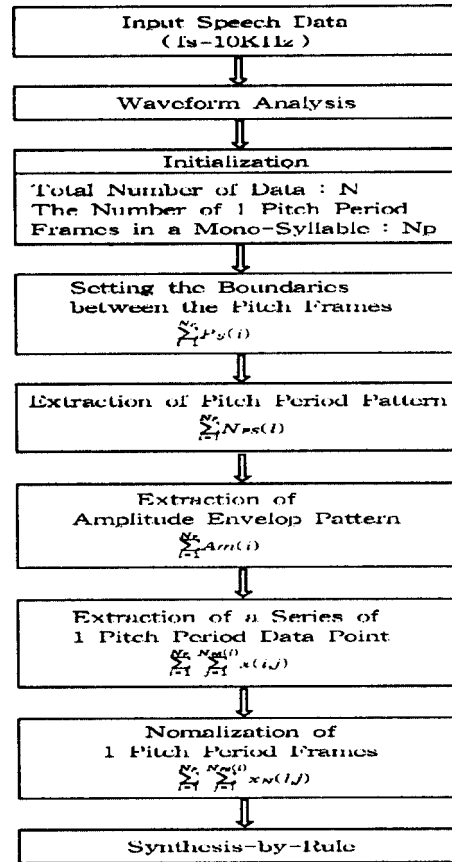 Input Speech Data
(fs-10KHz)
Waveform Analysis
Initialization
Total Number of Data : N
The Number of 1 Pitch Period
Frames in a Mono-Syllable : Np
Setting the Boundaries
between the Pitch Frames
Extraction of Pitch Period Pattern
Extraction of
Amplitude Envelop Pattern
Extraction of a Series of
1 Pitch Period Data Point
Nomalization of
1 Pitch Period Frames
Synthesis-by-Rule